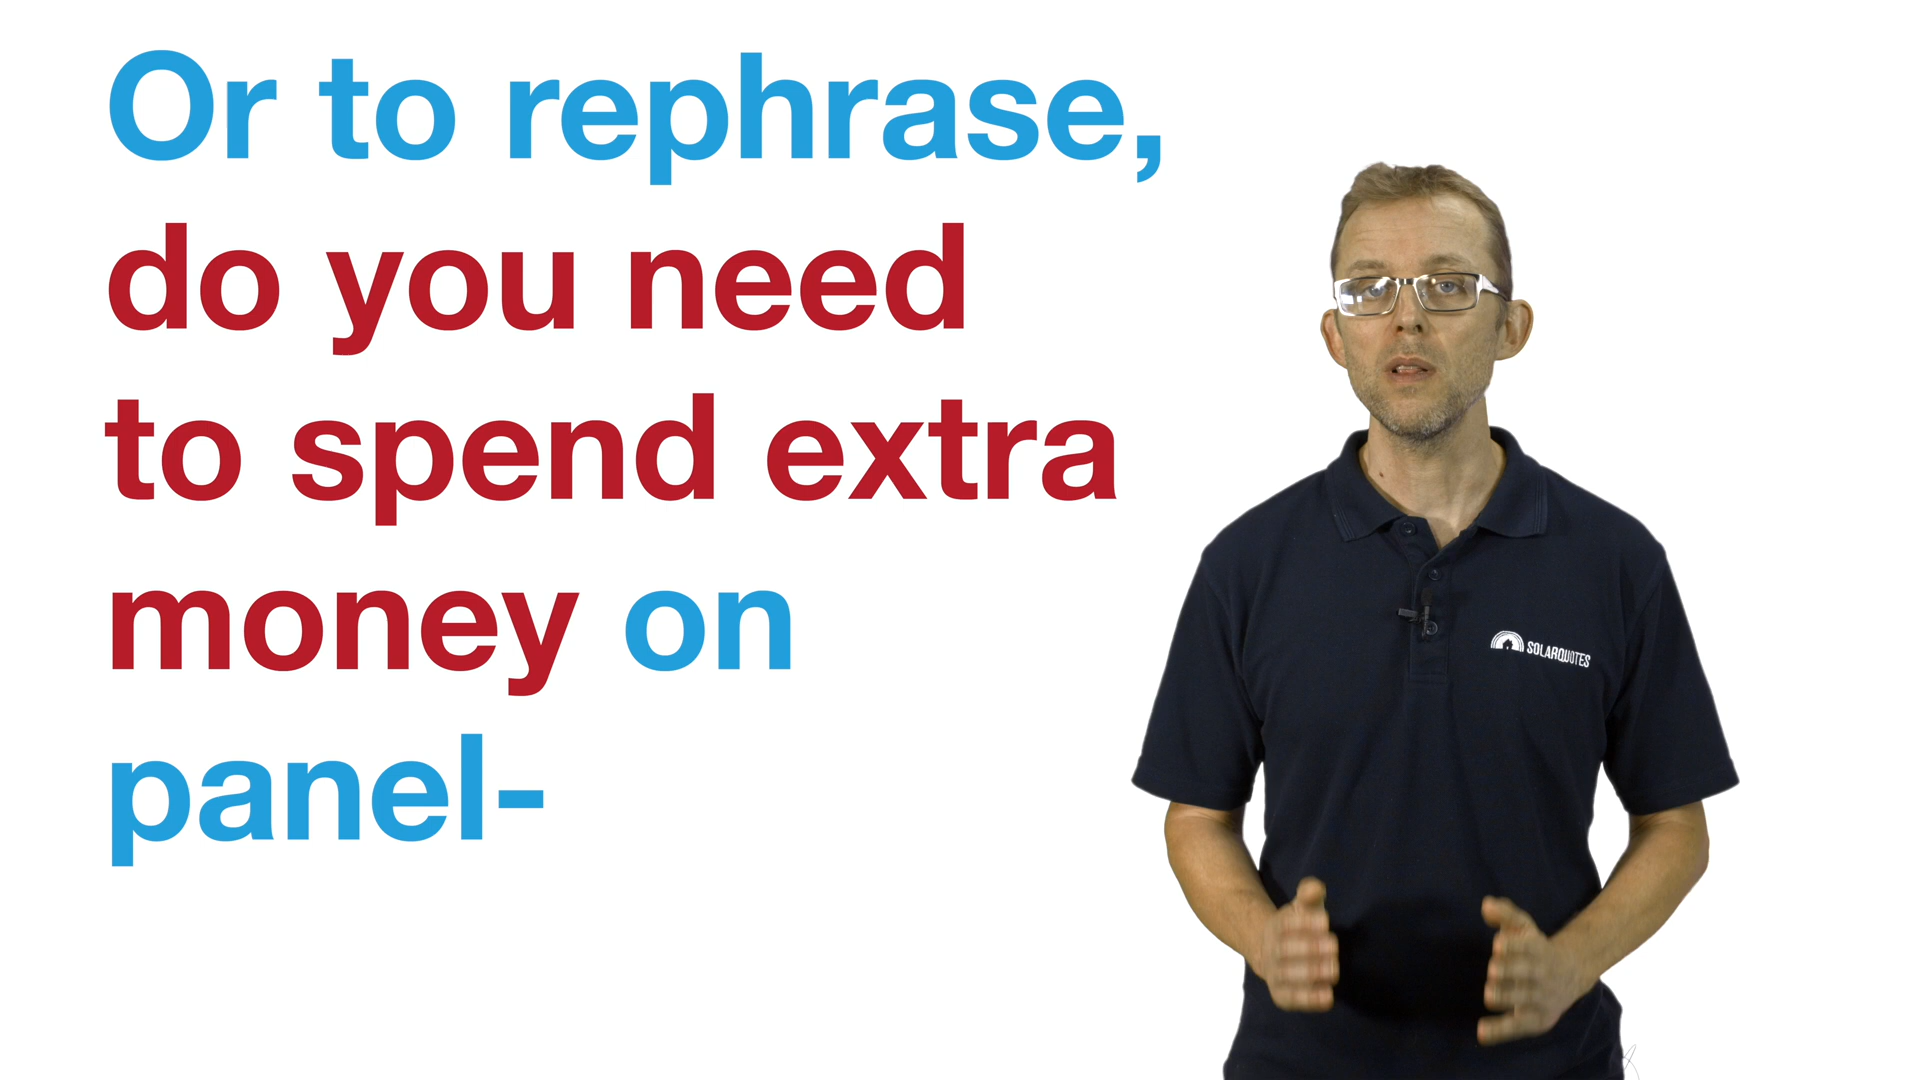 Or to rephrase,
do you need
to spend extra
money on
panel-
SOLARQUOTES